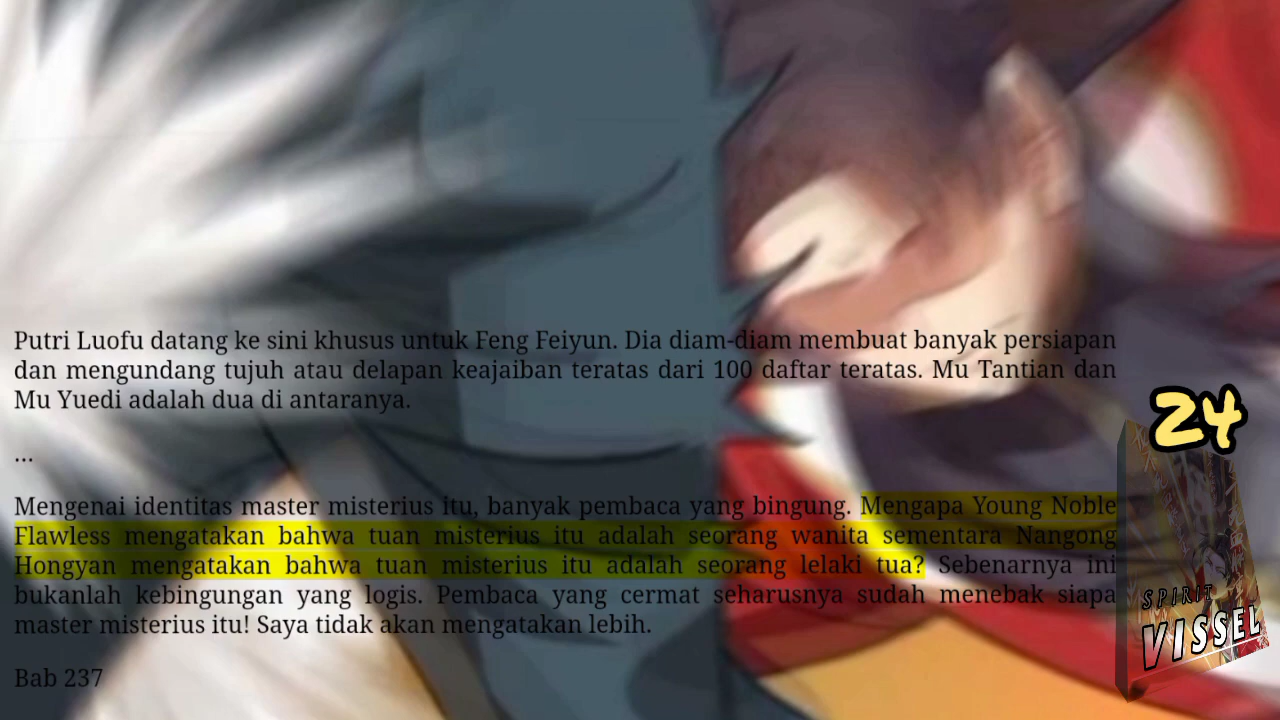 Putri Luofu datang ke sini khusus untuk Feng Feiyun. Dia diam-diam membuat banyak persiapan
dan mengundang tujuh atau delapan keajaiban teratas dari 100 daftar teratas. Mu Tantian dan
Mu Yuedi adalah dua di antaranya.
...
Mengenai identitas master misterius itu, banyak pembaca yang bingung. Mengapa Young Noble
Flawless mengatakan bahwa tuan misterius itu adalah seorang wanita sementara Nangong
Hongyan mengatakan bahwa tuan misterius itu adalah seorang lelaki tua? Sebenarnya ini
bukanlah kebingungan yang logis. Pembaca yang cermat seharusnya sudah menebak siapa
master misterius itu! Saya tidak akan mengatakan lebih.
Bab 237
24
SPIRIT
VISSEL